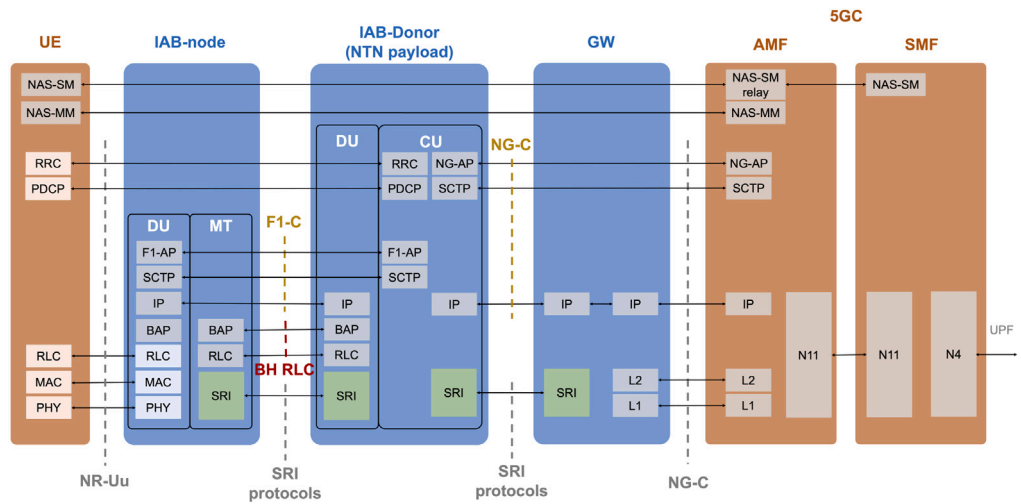 5GC
UE
IAB-node
IAB-Donor
(NTN payload)
GW
AMF
SMF
NAS-SM
NAS-SM
relay
NAS-SM
NAS-MM
NAS-MM
DU
CU
NG-C
RRC
RRC
NG-AP
NG-AP
PDCP
PDCP
SCTP
SCTP
DU
MT
F1-C
F1-AP
F1-AP
SCTP
SCTP
IP
IP
IP
IP
IP
IP
BAP
BAP
BAP
UPF
RLC
RLC
RLC
RLC
N11
N11
N4
BH RLC
MAC
MAC
SRI
SRI
SRI
SRI
L2
L2
PHY
PHY
L1
L1
NR-Uu
SRI
protocols
SRI
protocols
NG-C